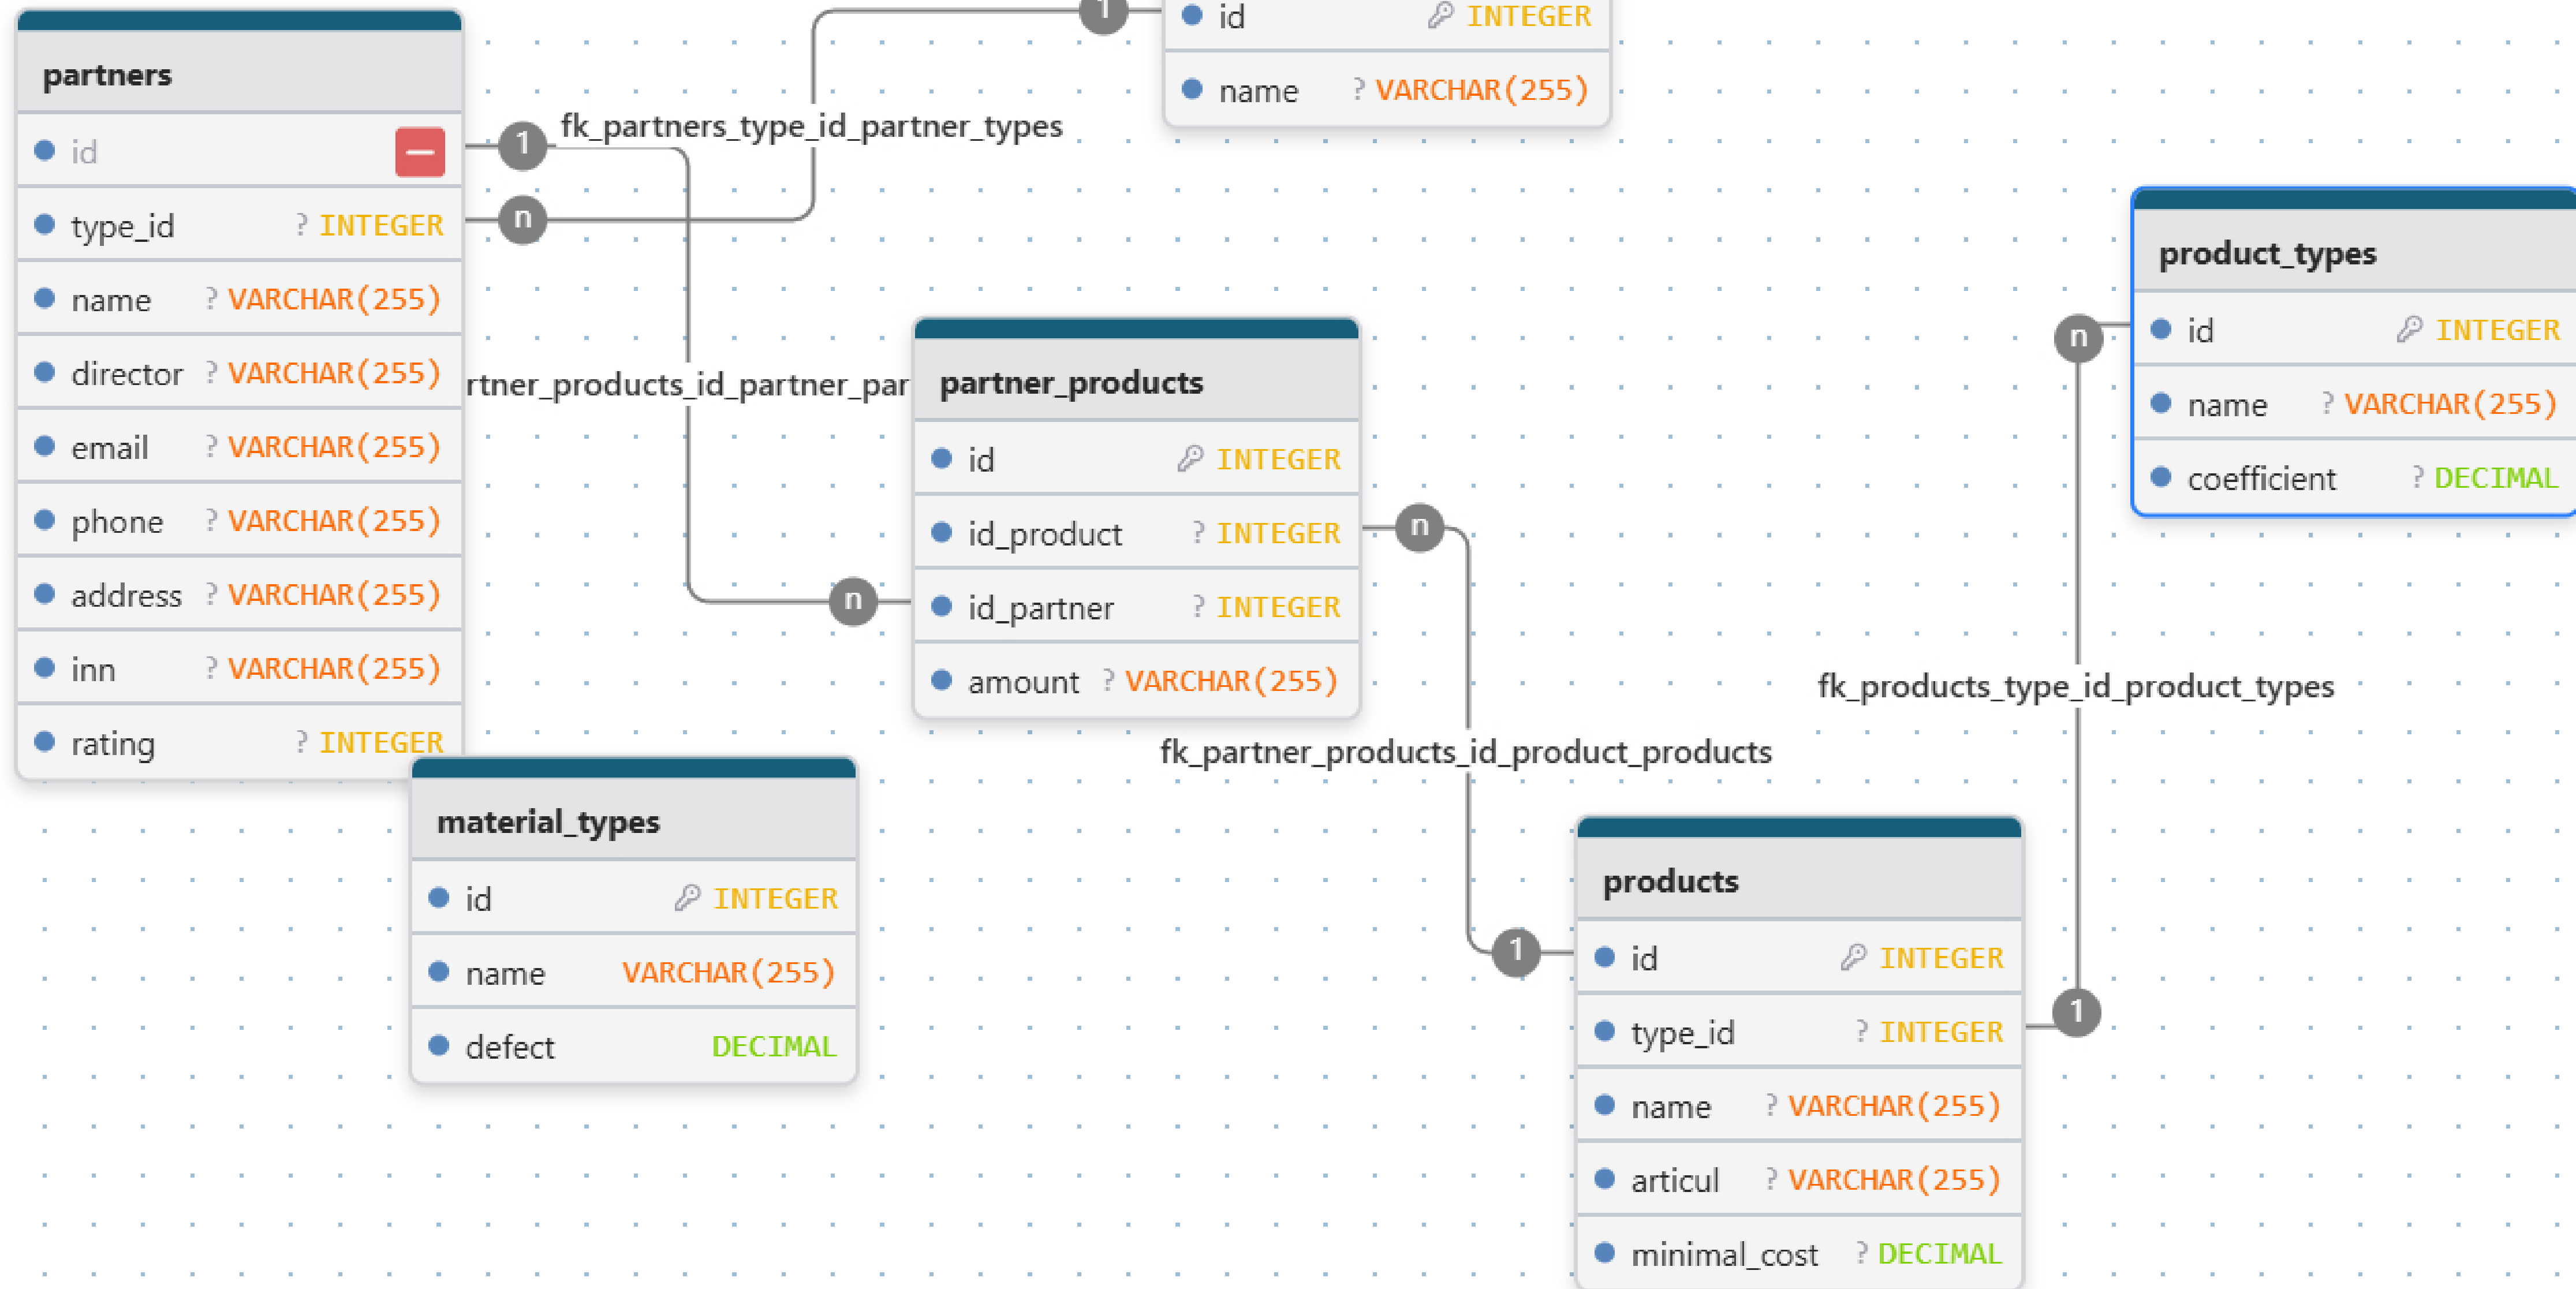 partners
id
type_id ? INTEGER
name ? VARCHAR(255)
director ? VARCHAR(255)
email ? VARCHAR(255)
phone ? VARCHAR(255)
address ? VARCHAR(255)
inn ? VARCHAR(255)
rating ? INTEGER
1
n
fk_partners_type_id_partner_types
1
id INTEGER
name ? VARCHAR(255)
rtner_products_id_partner_par
n
partner_products
id INTEGER
id_product ? INTEGER
id_partner ? INTEGER
amount ? VARCHAR(255)
n
fk_partner_products_id_product_products
1
material_types
id INTEGER
name VARCHAR(255)
defect DECIMAL
products
id INTEGER
type_id ? INTEGER
name ? VARCHAR(255)
articul ? VARCHAR(255)
minimal_cost ? DECIMAL
1
fk_products_type_id_product_types
n
product_types
id INTEGER
name ? VARCHAR(255)
coefficient ? DECIMAL